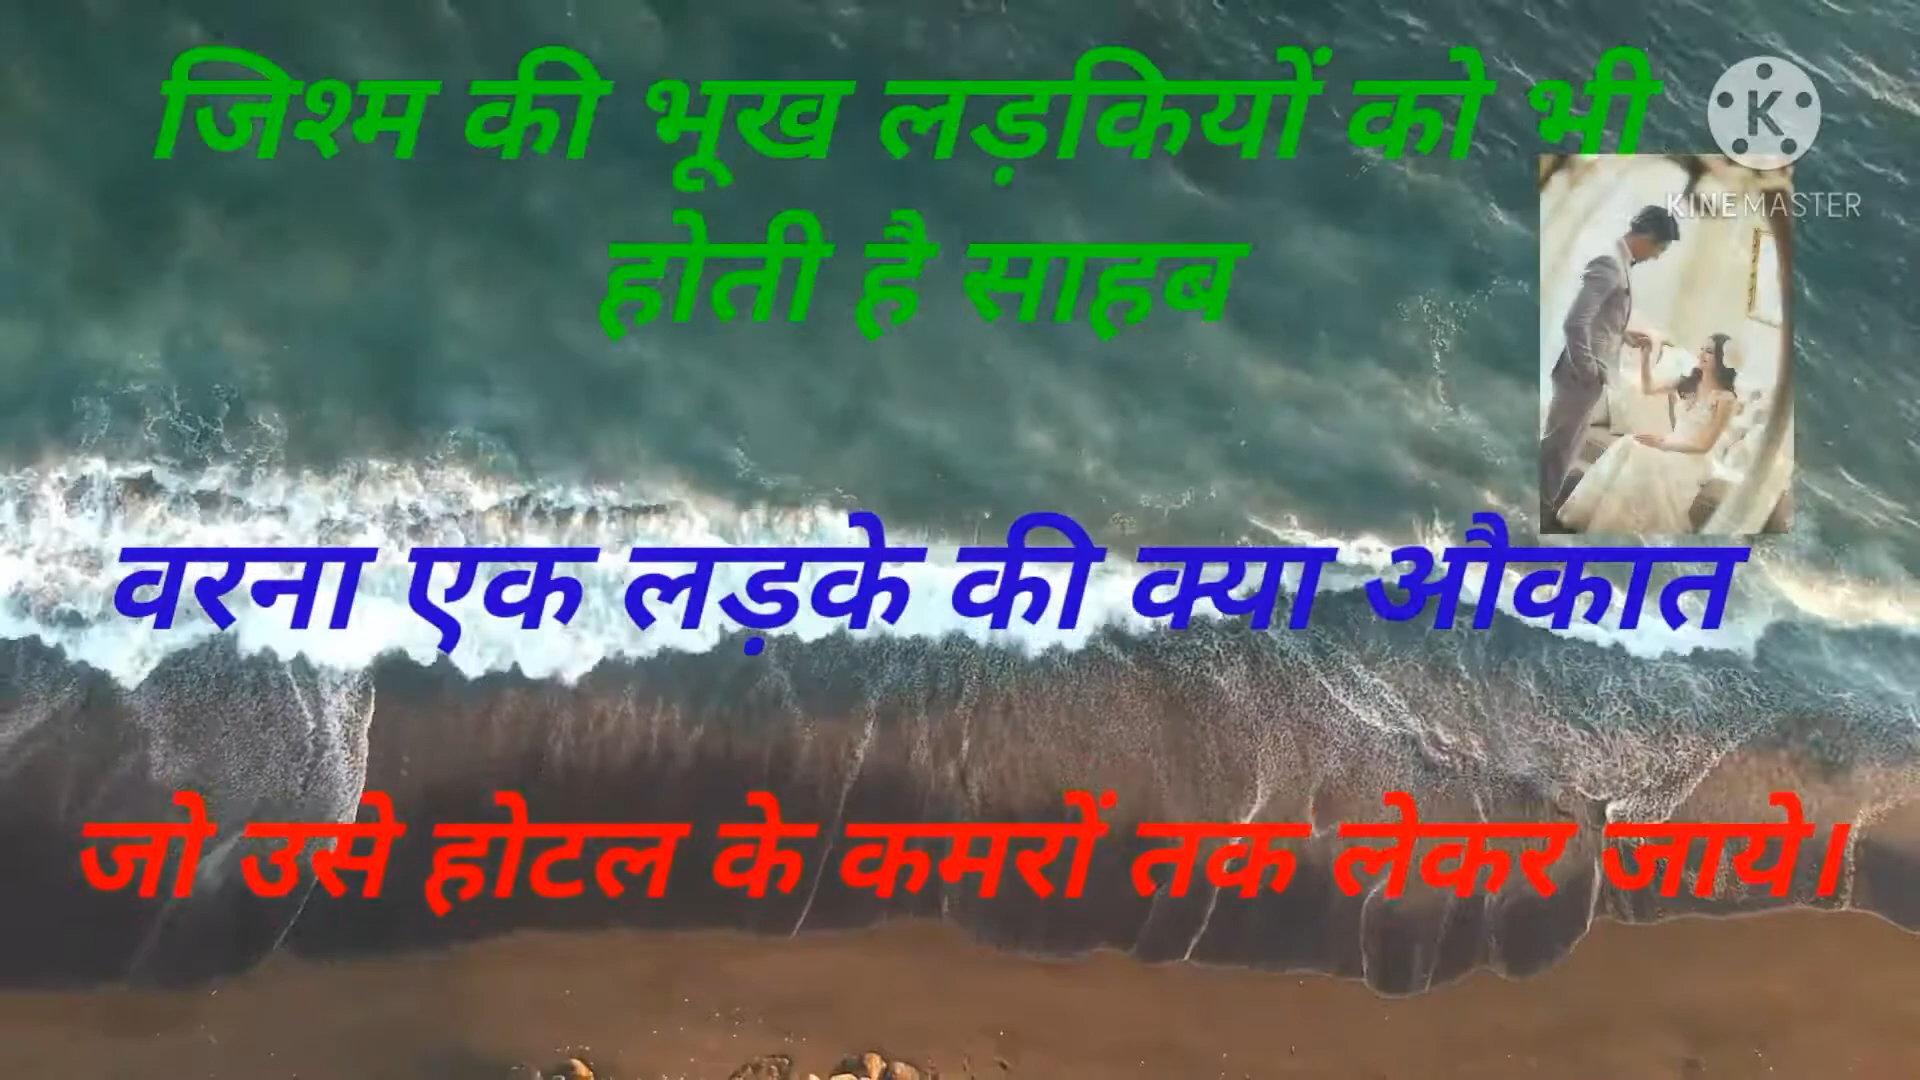 जिश्म की भूख लड़कियों को भी
होती है साहब
K
KINEMASTER
वरना एक लड़के की क्या औकात
जो उसे होटल के कमरों तक लेकर जाये।